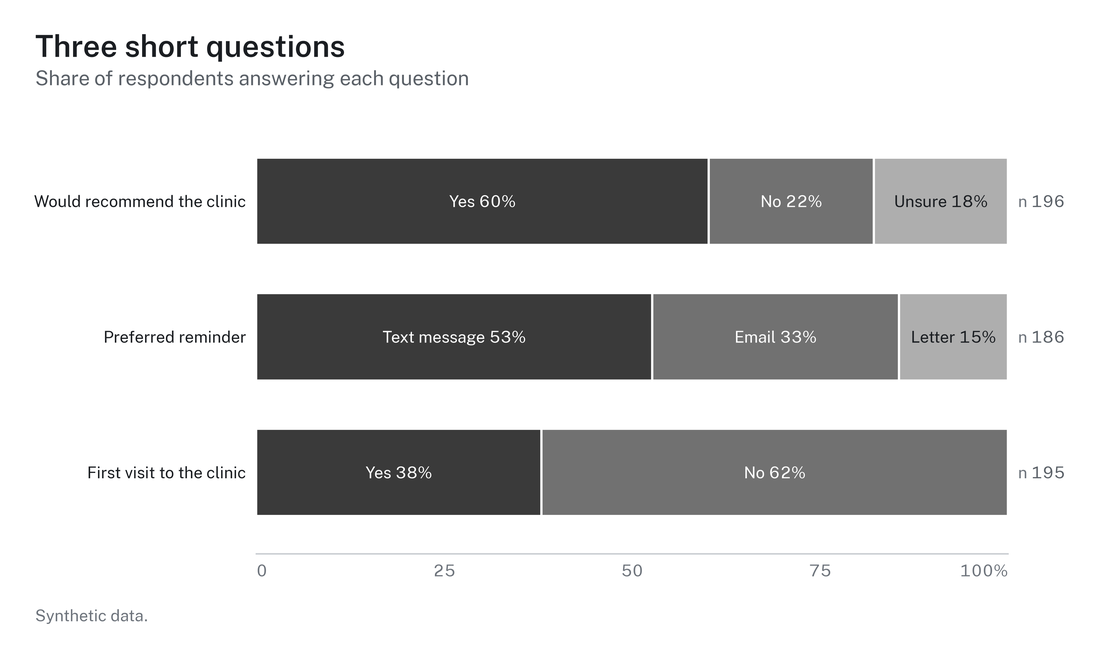 Three short questions
Share of respondents answering each question
Would recommend the clinic Yes 60% No 22% Unsure 18% n 196
Preferred reminder Text message 53% Email 33% Letter 15% n 186
First visit to the clinic Yes 38% No 62% n 195
0 25 50 75 100%
Synthetic data.